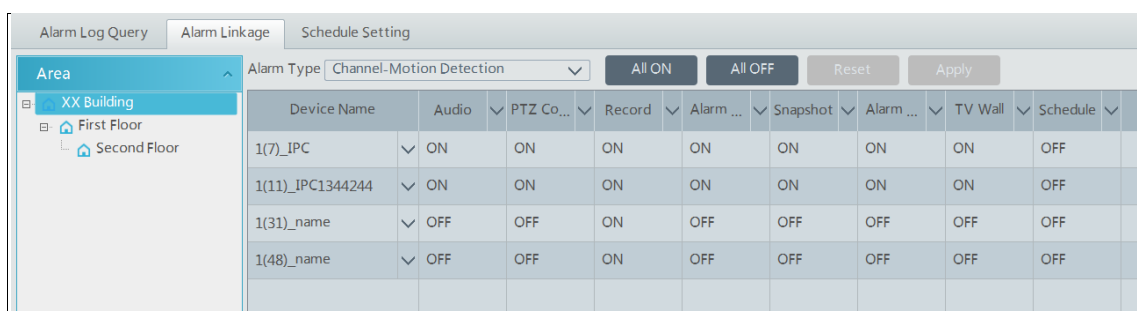 Alarm Log Query Alarm Linkage Schedule Setting
Area Alarm Type Channel-Motion Detection All ON All OFF Reset Apply
XX Building Device Name Audio PTZ Co... Record Alarm ... Snapshot Alarm ... TV Wall Schedule
First Floor
Second Floor 1(7)_IPC ON ON ON ON ON ON ON OFF
1(11)_IPC1344244 ON ON ON ON ON ON ON OFF
1(31)_name OFF OFF ON OFF OFF OFF OFF OFF
1(48)_name OFF OFF ON OFF OFF OFF OFF OFF